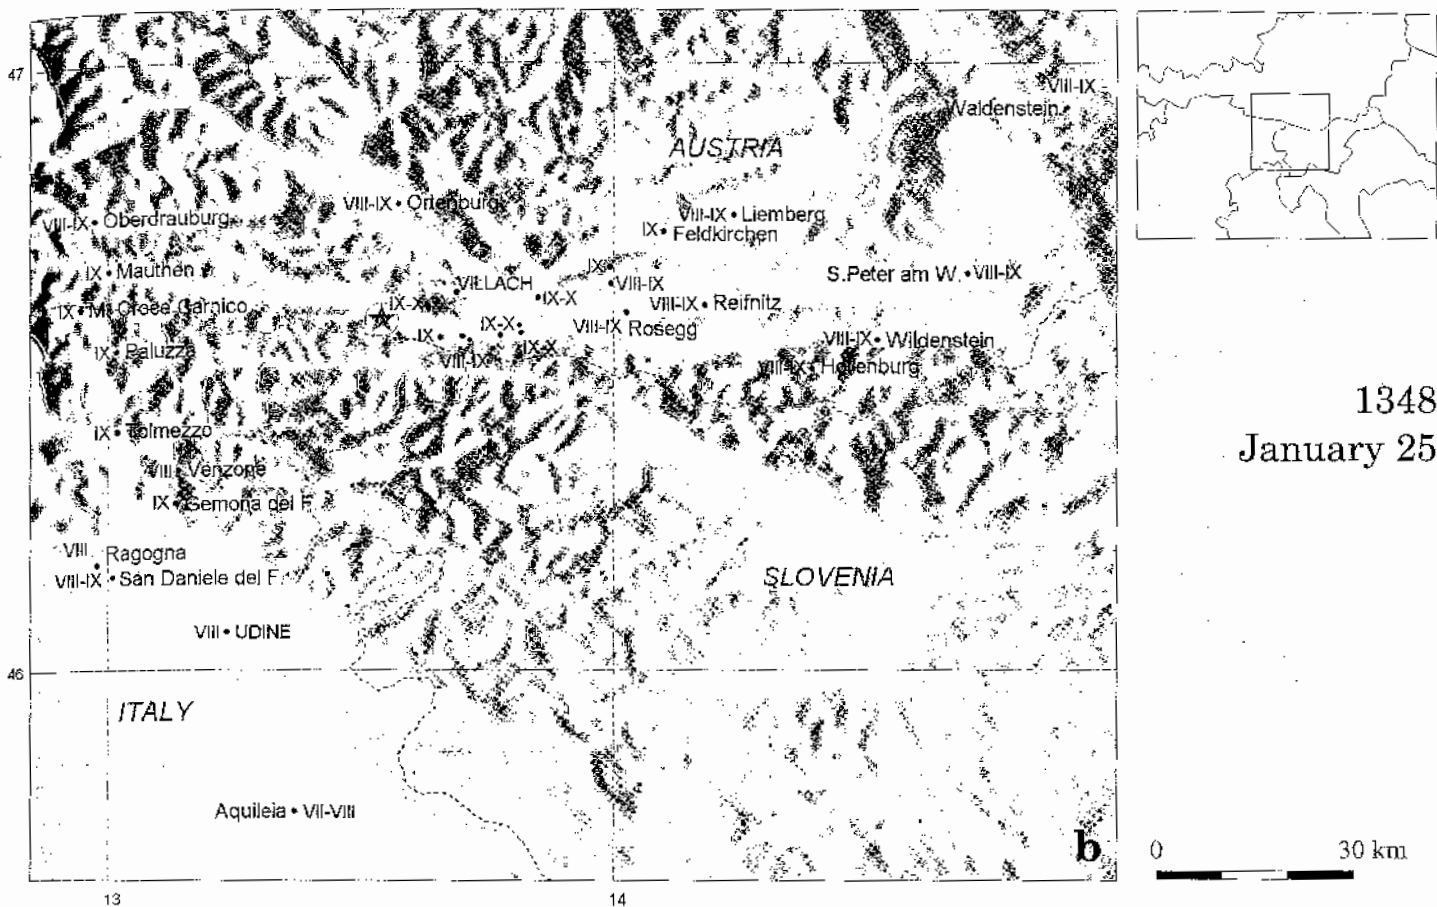 47
VIII-IX
Waldenstein
AUSTRIA
VIII-IX Ortenburg
VIII-IX Oberdrauburg
VIII-IX Liemberg
IX Feldkirchen
IX Mauthen
IX
S.Peter am W. VIII-IX
VILLACH
VIII-IX
IX-X
IX M. Croce Carnico
VIII-IX Reifnitz
IX-X
IX
VIII-IX Rosegg
IX Paluzza
IX-X
VIII-IX Wildenstein
VIII-IX
VIII-IX Hollenburg
1348
January 25
IX Tolmezzo
VIII Venzone
IX Gemona del F.
VIII Ragogna
VIII-IX San Daniele del F.
SLOVENIA
VIII UDINE
46
ITALY
Aquileia VII-VIII
b
0 30 km
13 14